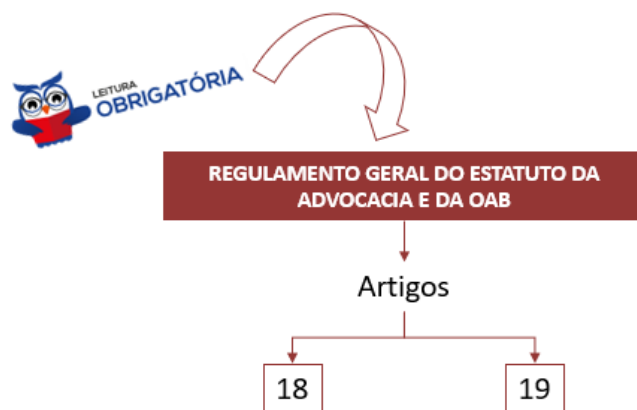 LEITURA
OBRIGATÓRIA
REGULAMENTO GERAL DO ESTATUTO DA
ADVOCACIA E DA OAB
Artigos
18
19